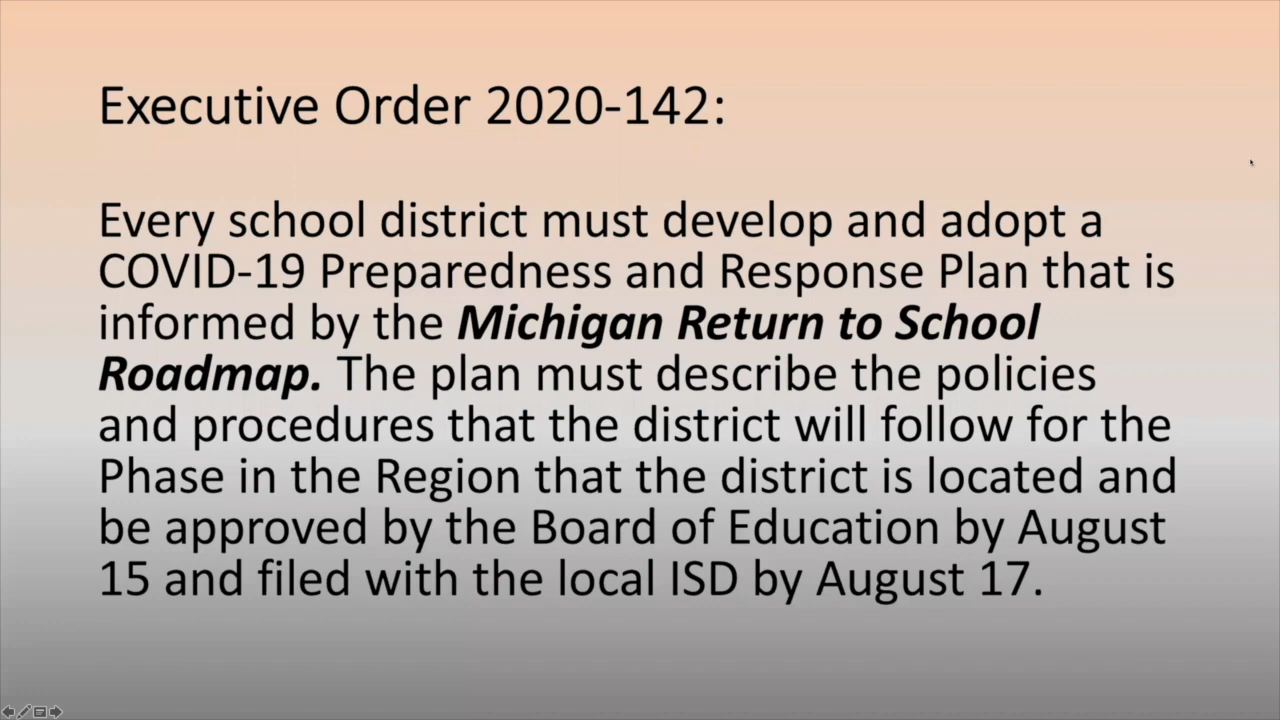 Executive Order 2020-142:
Every school district must develop and adopt a
COVID-19 Preparedness and Response Plan that is
informed by the Michigan Return to School
Roadmap. The plan must describe the policies
and procedures that the district will follow for the
Phase in the Region that the district is located and
be approved by the Board of Education by August
15 and filed with the local ISD by August 17.